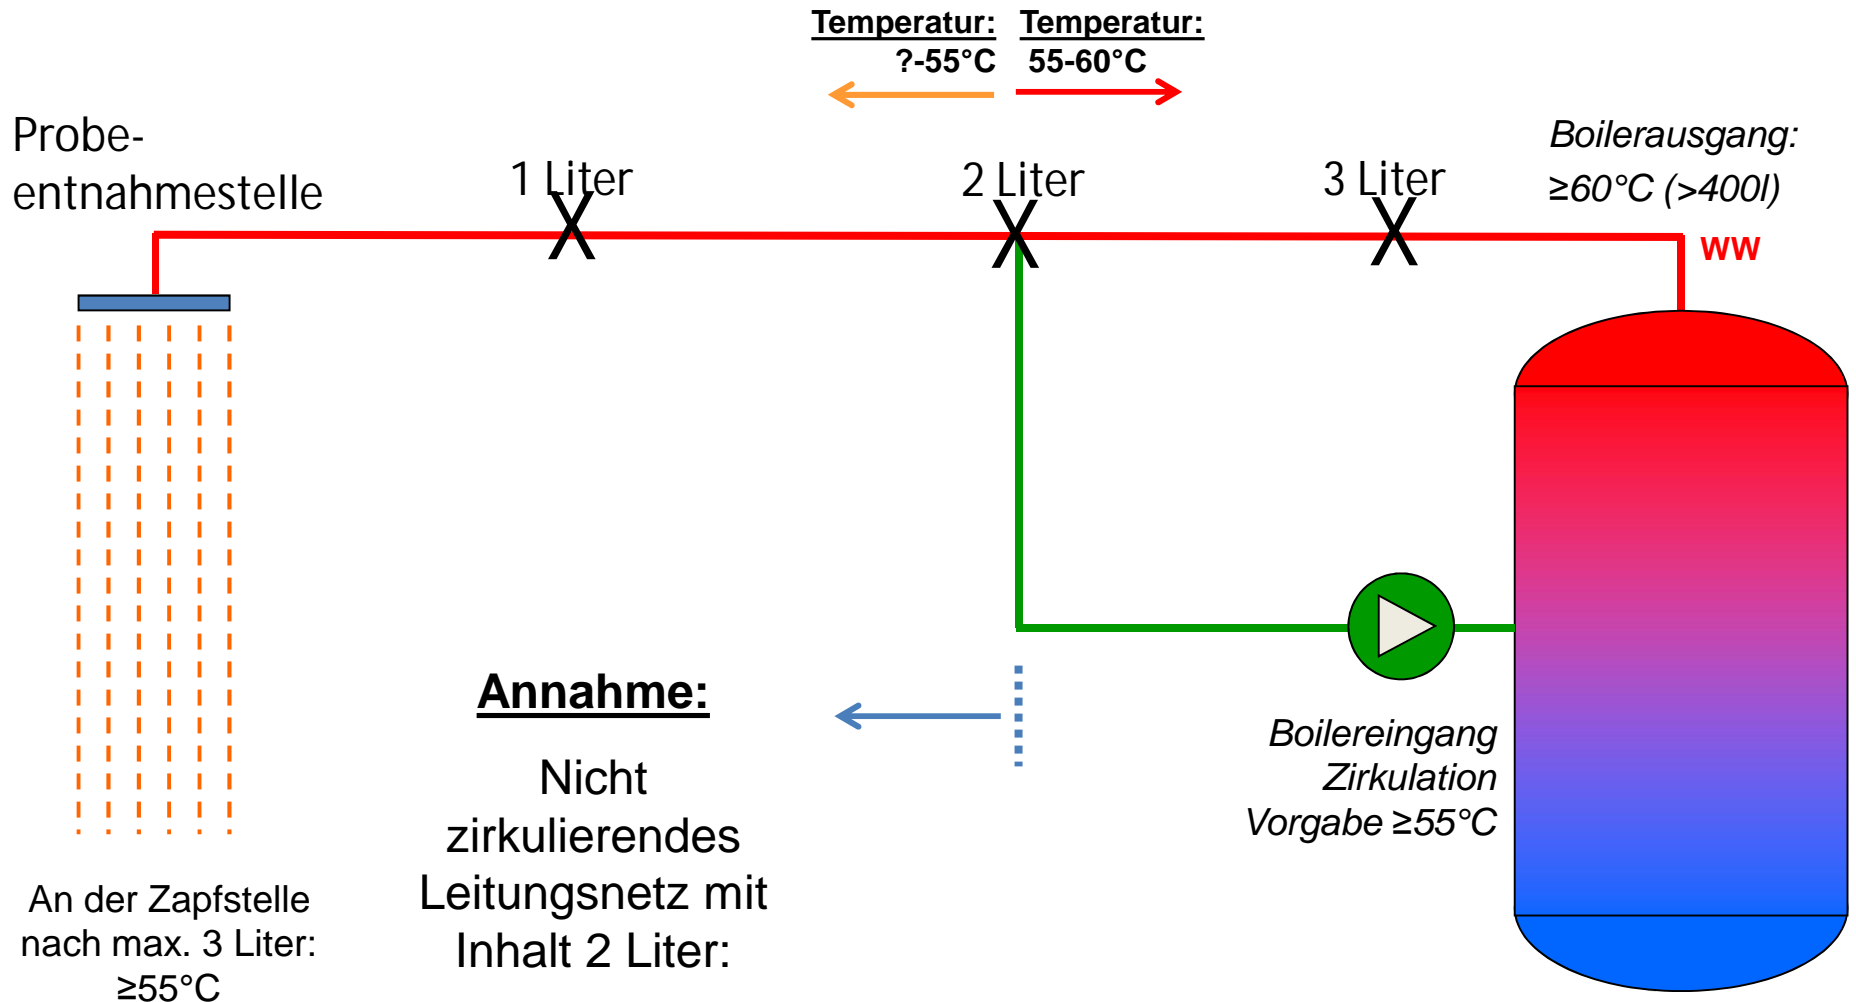 Temperatur:
?-55°C
Temperatur:
55-60°C
Probe-
entnahmestelle
1 Liter
X
2 Liter
X
3 Liter
X
Boilerausgang:
≥60°C (>400l)
WW
Annahme:
Nicht
zirkulierendes
Leitungsnetz mit
Inhalt 2 Liter:
Boilereingang
Zirkulation
Vorgabe ≥55°C
An der Zapfstelle
nach max. 3 Liter:
≥55°C